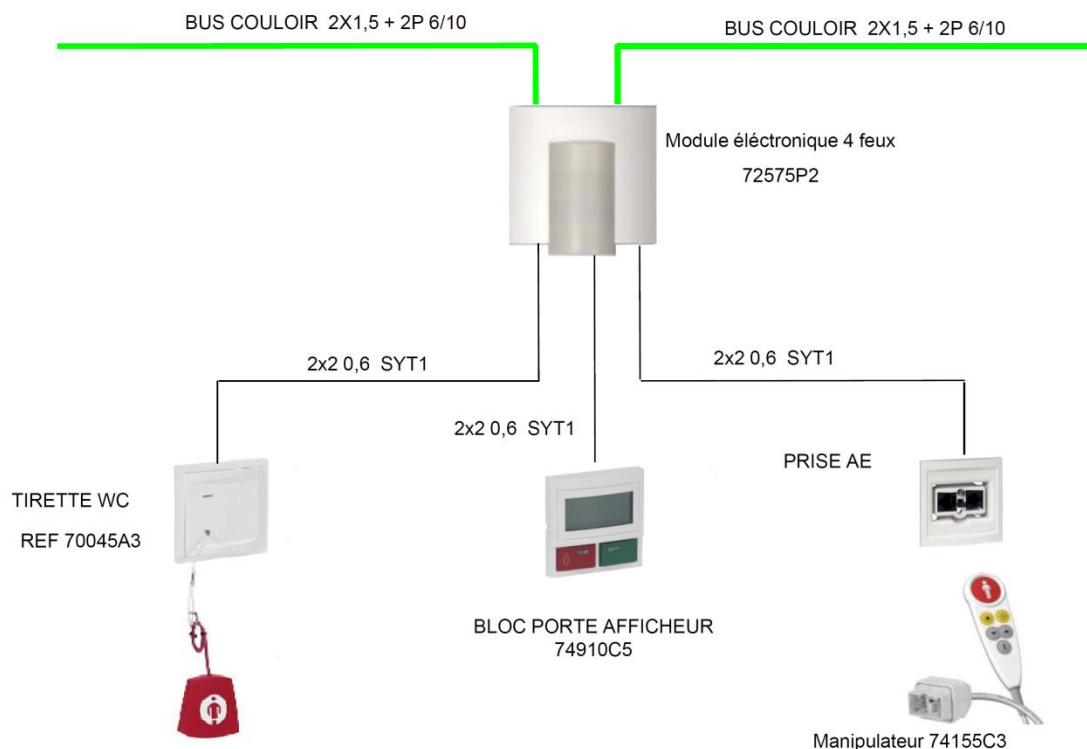 BUS COULOIR 2X1,5 + 2P 6/10
BUS COULOIR 2X1,5 + 2P 6/10
Module éléctronique 4 feux
72575P2
2x2 0,6 SYT1
2x2 0,6 SYT1
2x2 0,6 SYT1
PRISE AE
TIRETTE WC
REF 70045A3
BLOC PORTE AFFICHEUR
74910C5
Manipulateur 74155C3